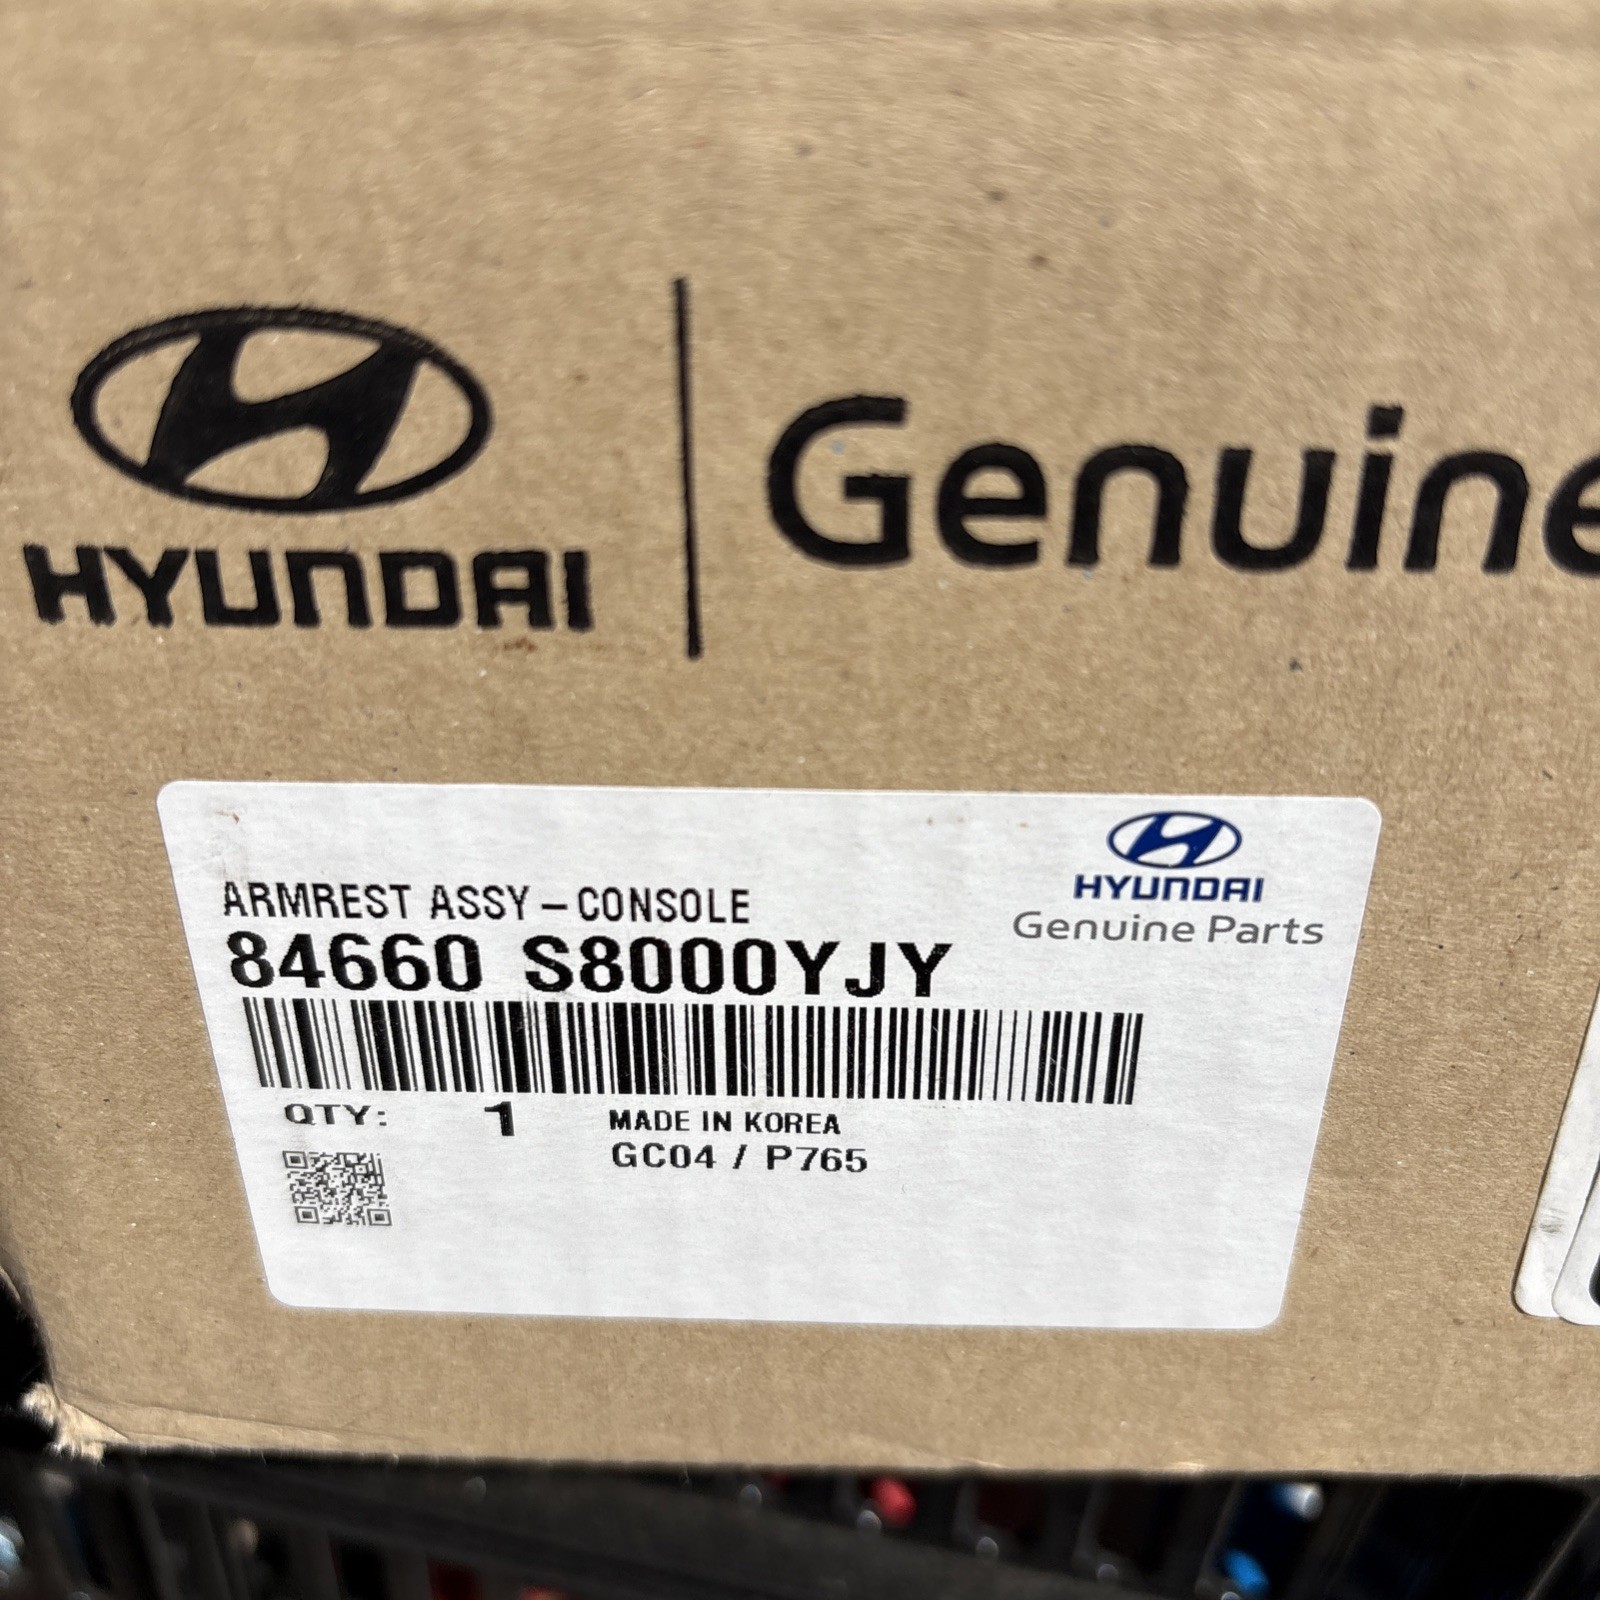 HYUNDAI
Genuine
HYUNDAI
Genuine Parts
ARMREST ASSY – CONSOLE
84660 S8000YJY
QTY: 1 MADE IN KOREA
GC04 / P765